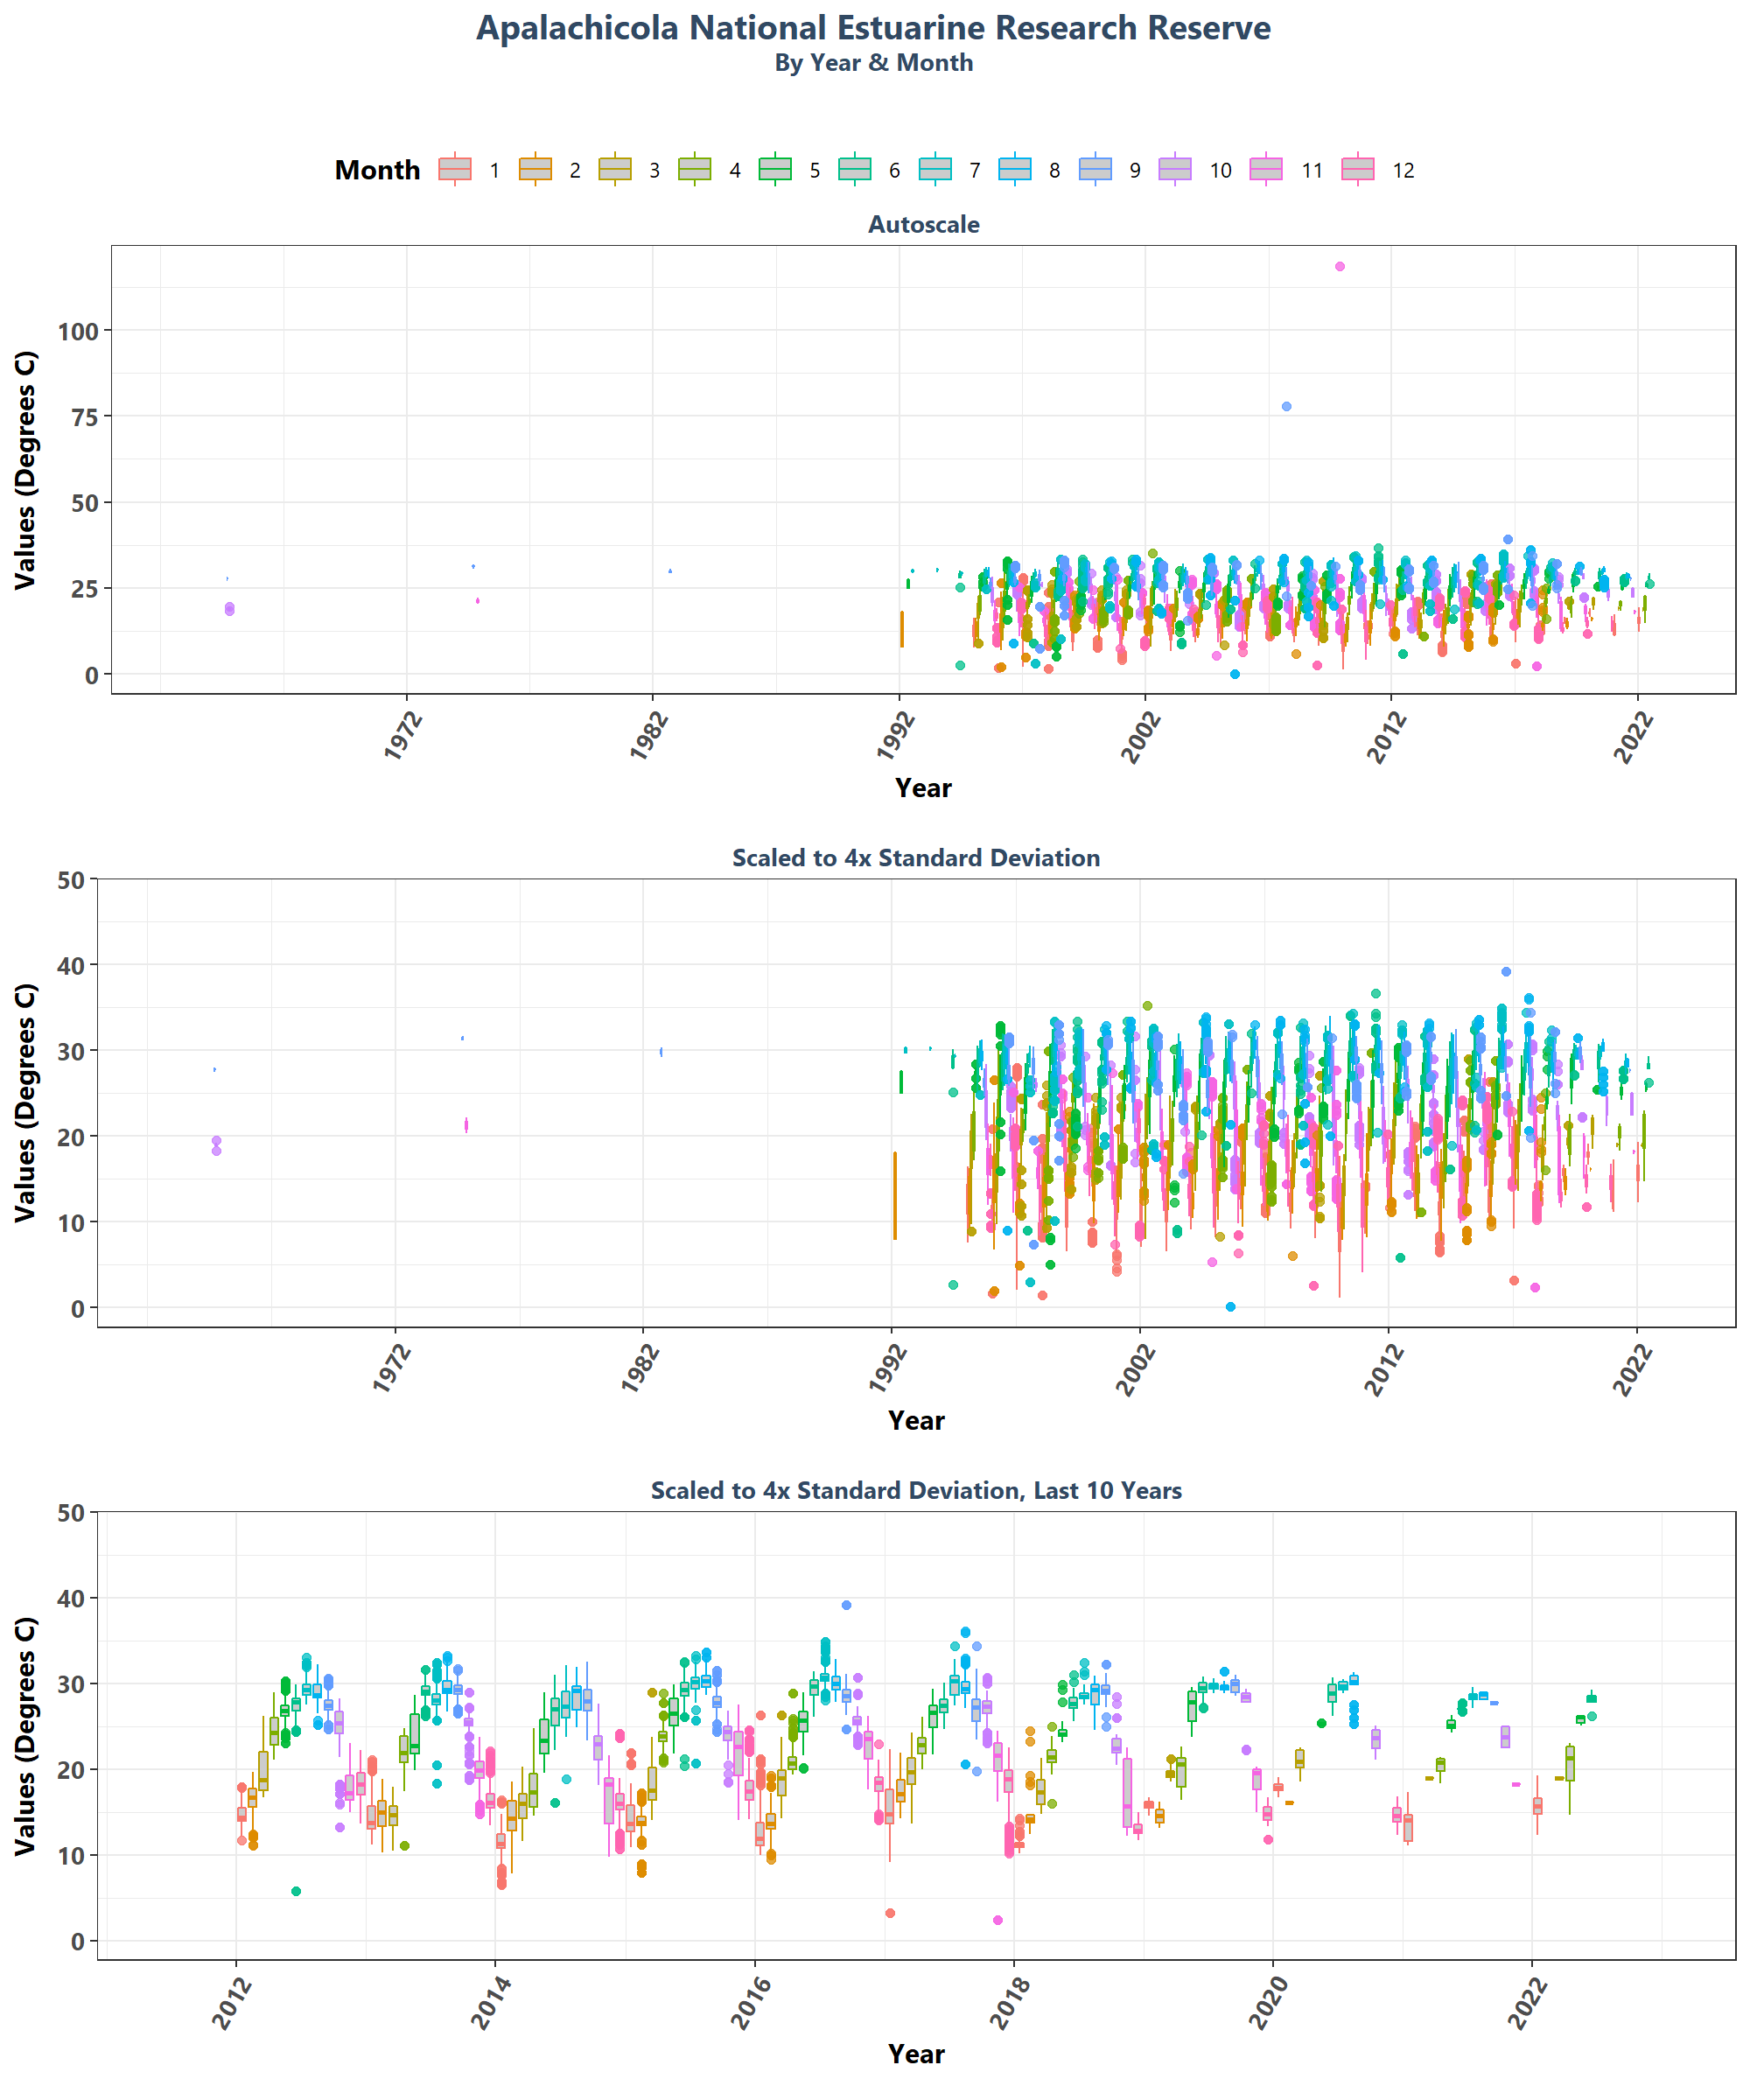 Apalachicola National Estuarine Research Reserve
By Year & Month
Month 1 2 3 4 5 6 7 8 9 10 11 12
Autoscale
Values (Degrees C)
100
75
50
25
0
1972 1982 1992 2002 2012 2022
Year
Scaled to 4x Standard Deviation
Values (Degrees C)
50
40
30
20
10
0
1972 1982 1992 2002 2012 2022
Year
Scaled to 4x Standard Deviation, Last 10 Years
Values (Degrees C)
50
40
30
20
10
0
2012 2014 2016 2018 2020 2022
Year